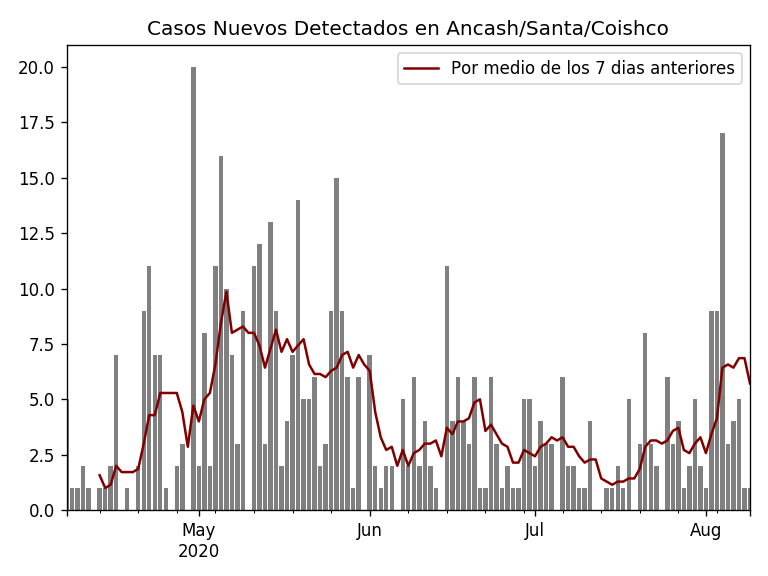 Casos Nuevos Detectados en Ancash/Santa/Coishco
Por medio de los 7 dias anteriores
20.0
17.5
15.0
12.5
10.0
7.5
5.0
2.5
0.0
May
2020
Jun
Jul
Aug